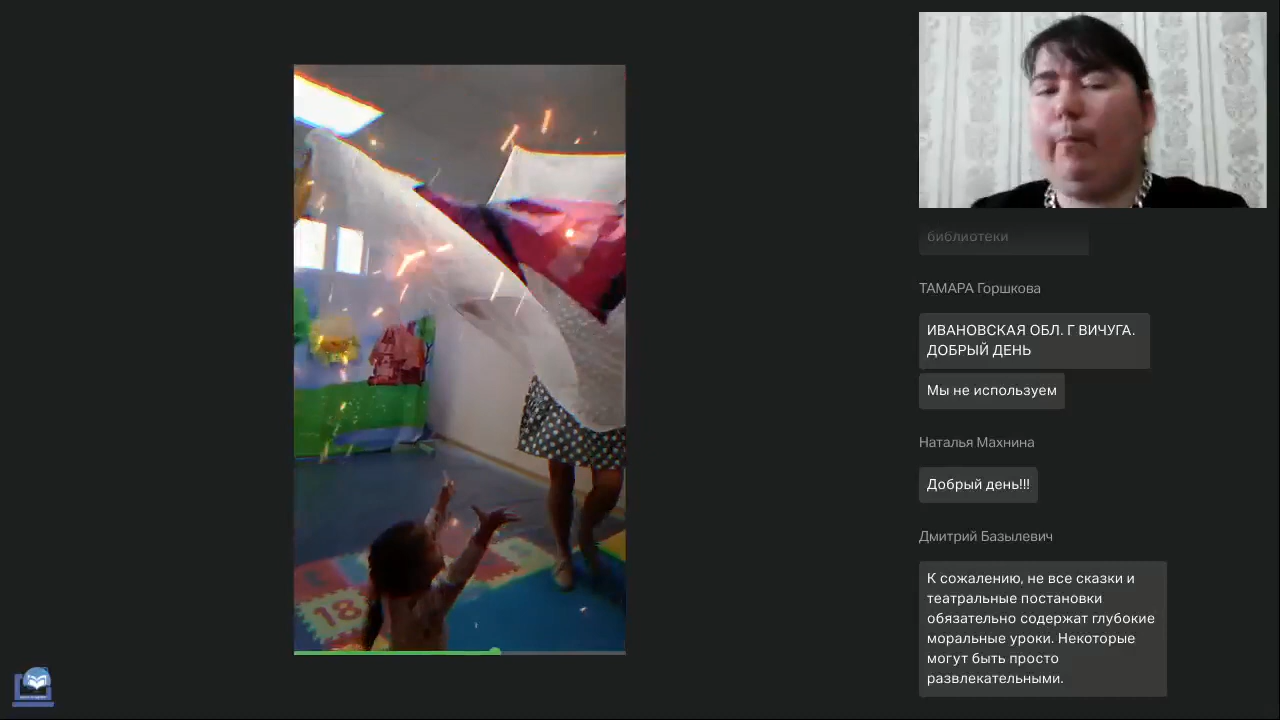 18
библиотеки
ТАМАРА Горшкова
ИВАНОВСКАЯ ОБЛ. Г ВИЧУГА.
ДОБРЫЙ ДЕНЬ
Мы не используем
Наталья Махнина
Добрый день!!!
Дмитрий Базылевич
К сожалению, не все сказки и
театральные постановки
обязательно содержат глубокие
моральные уроки. Некоторые
могут быть просто
развлекательными.